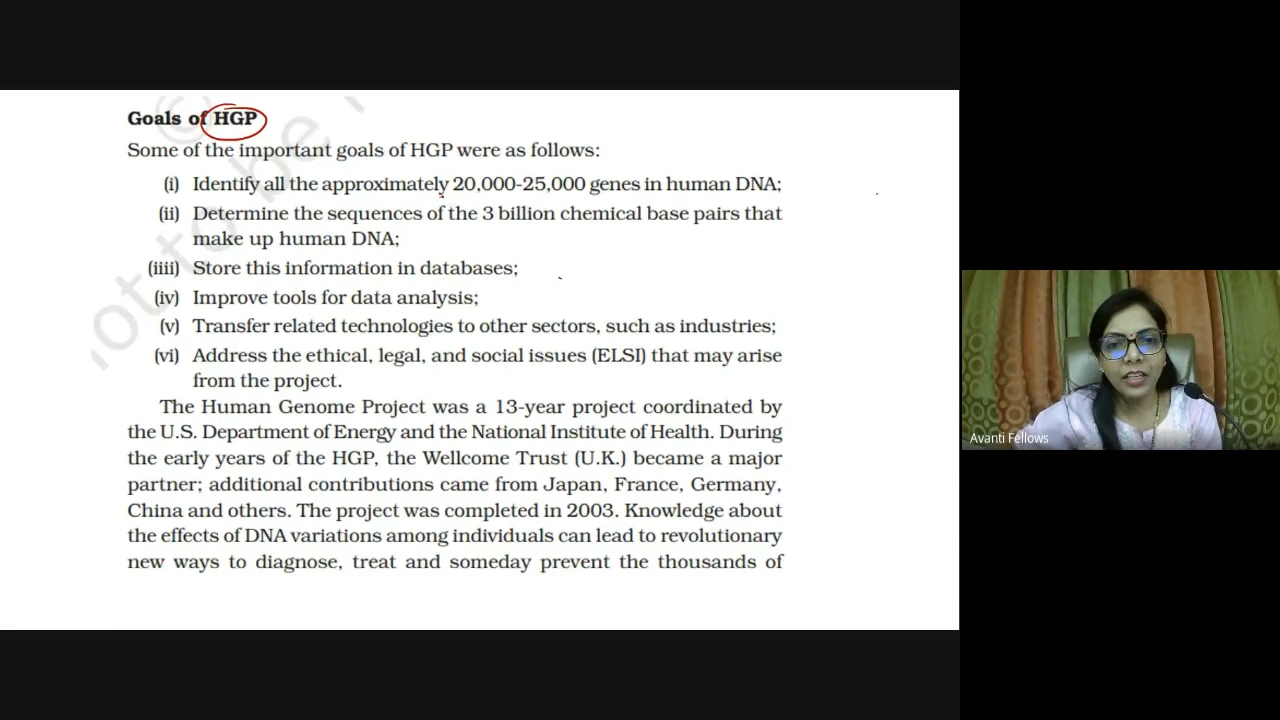 Goals of HGP
Some of the important goals of HGP were as follows:
(i) Identify all the approximately 20,000-25,000 genes in human DNA;
(ii) Determine the sequences of the 3 billion chemical base pairs that
make up human DNA;
(iiii) Store this information in databases;
(iv) Improve tools for data analysis;
(v) Transfer related technologies to other sectors, such as industries;
(vi) Address the ethical, legal, and social issues (ELSI) that may arise
from the project.
The Human Genome Project was a 13-year project coordinated by
the U.S. Department of Energy and the National Institute of Health. During
the early years of the HGP, the Wellcome Trust (U.K.) became a major
partner; additional contributions came from Japan, France, Germany,
China and others. The project was completed in 2003. Knowledge about
the effects of DNA variations among individuals can lead to revolutionary
new ways to diagnose, treat and someday prevent the thousands of
© not to be
Avanti Fellows